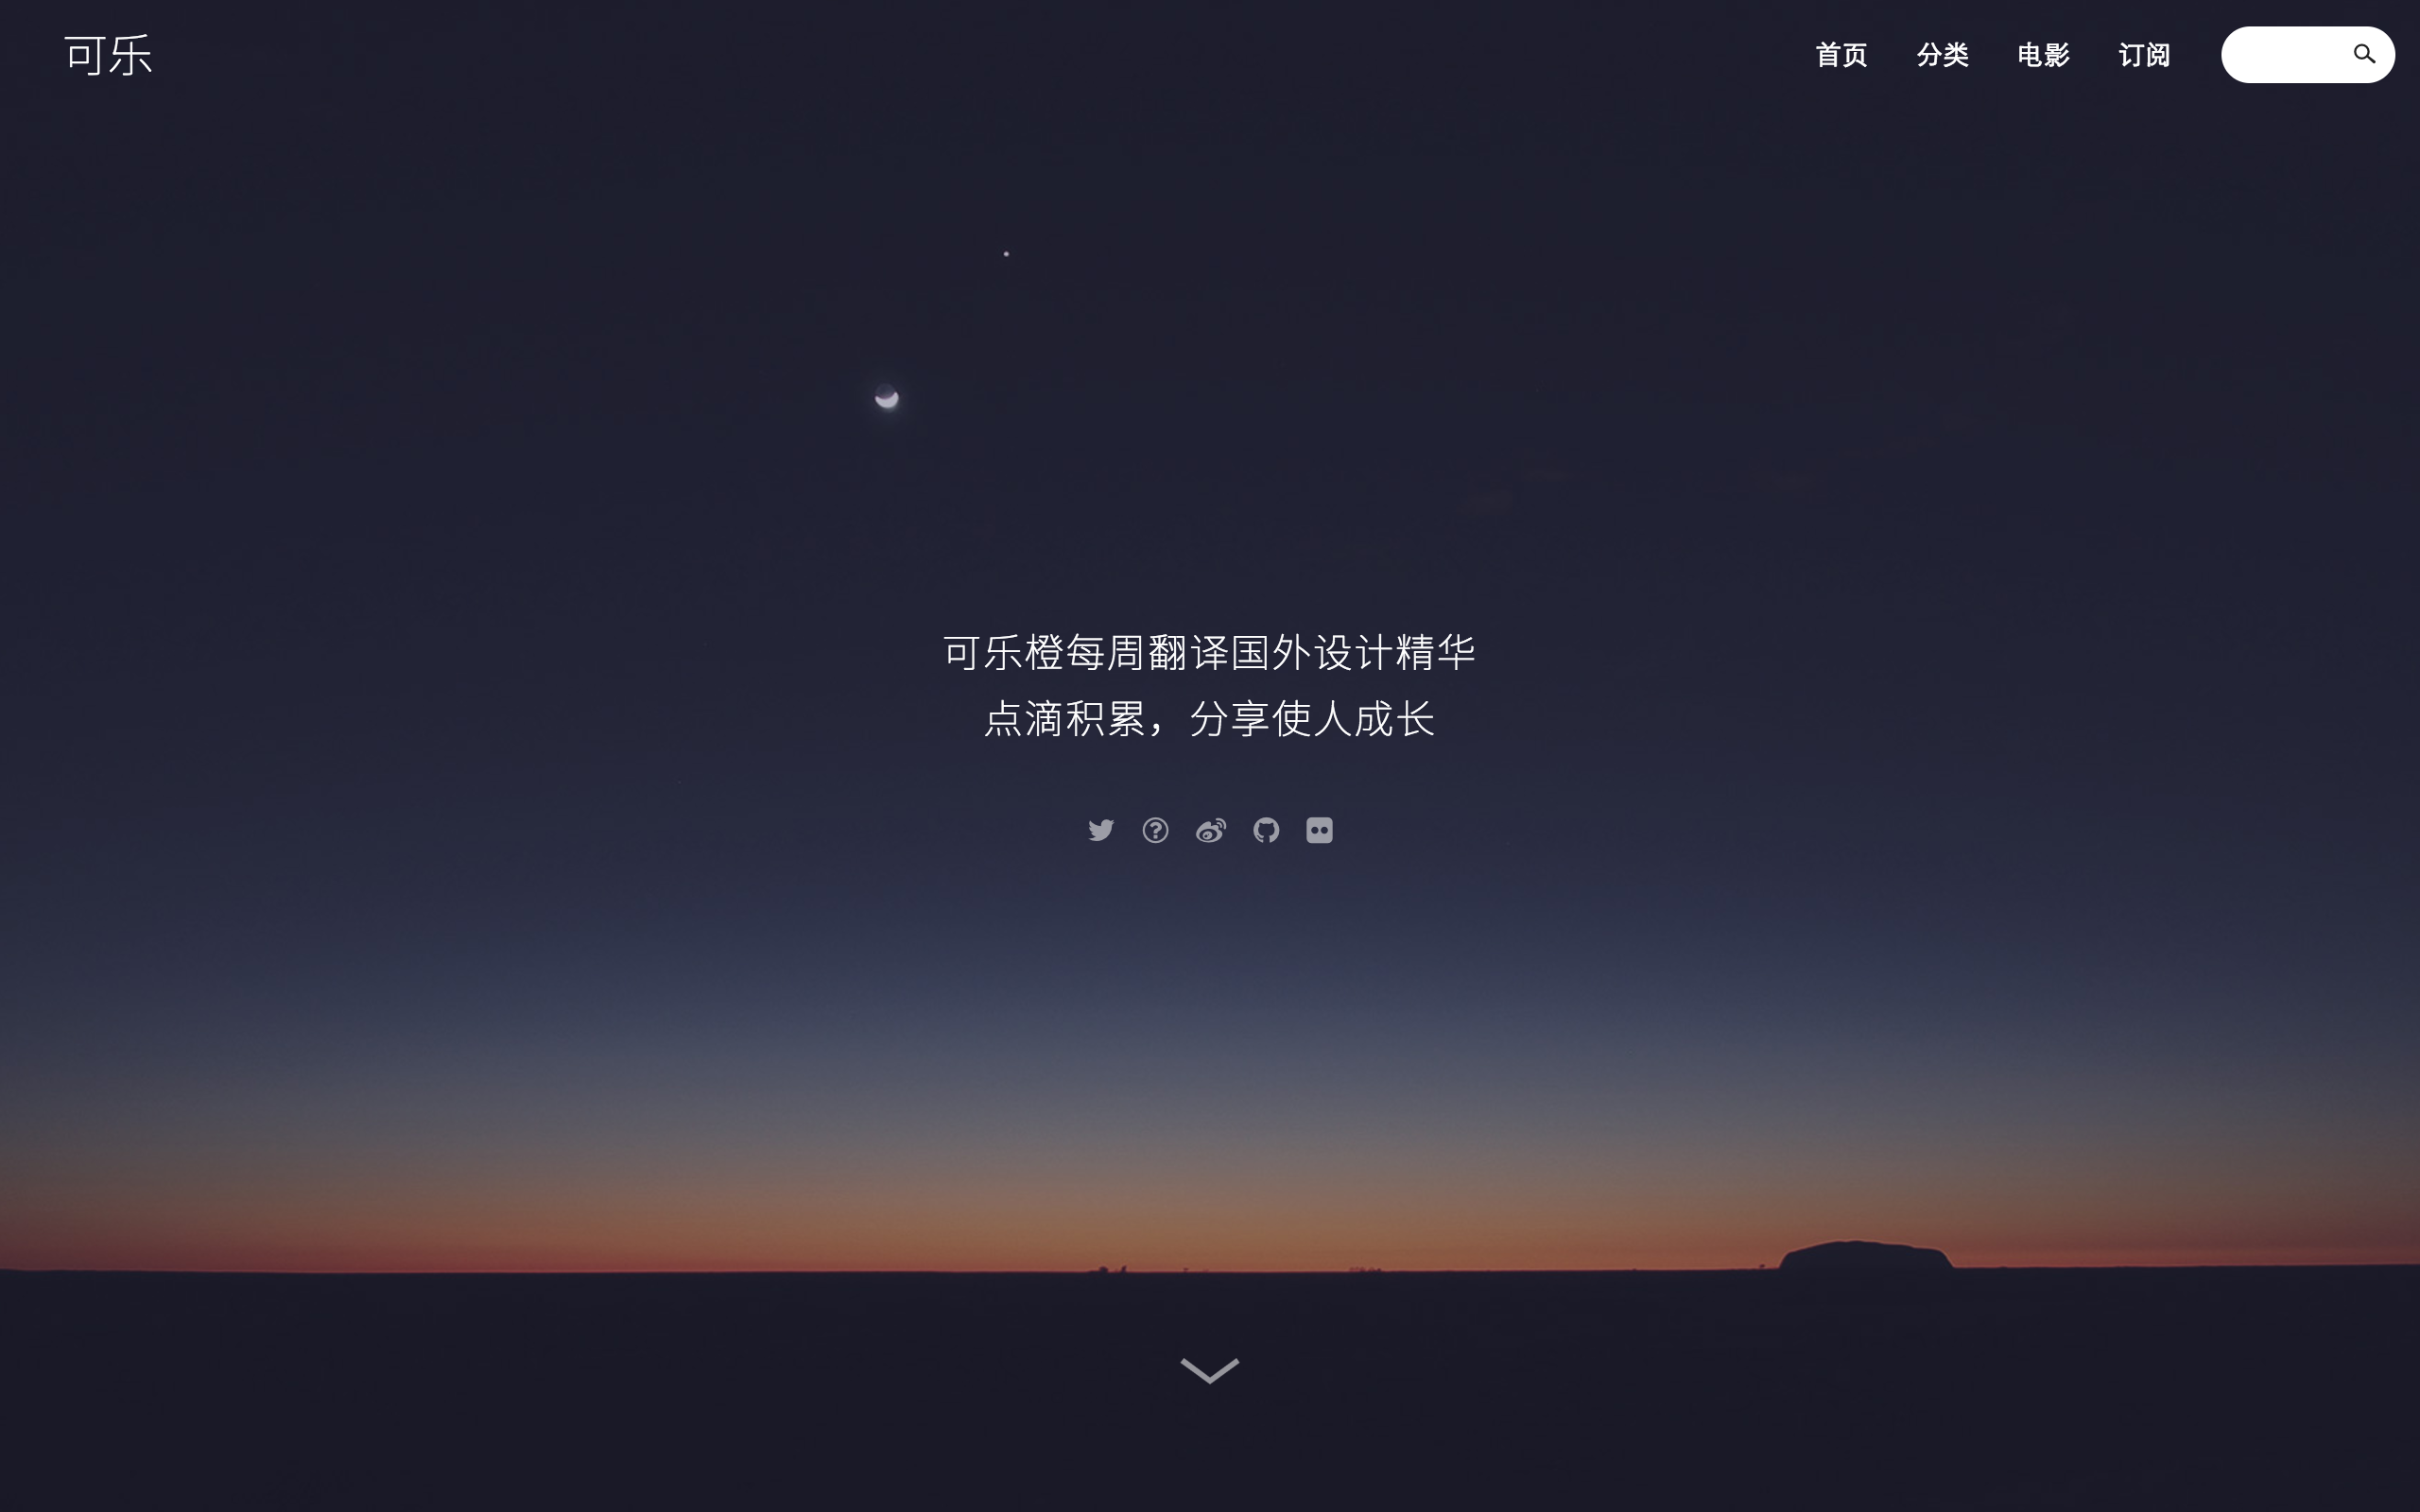 可乐
首页 分类 电影 订阅
可乐橙每周翻译国外设计精华
点滴积累，分享使人成长